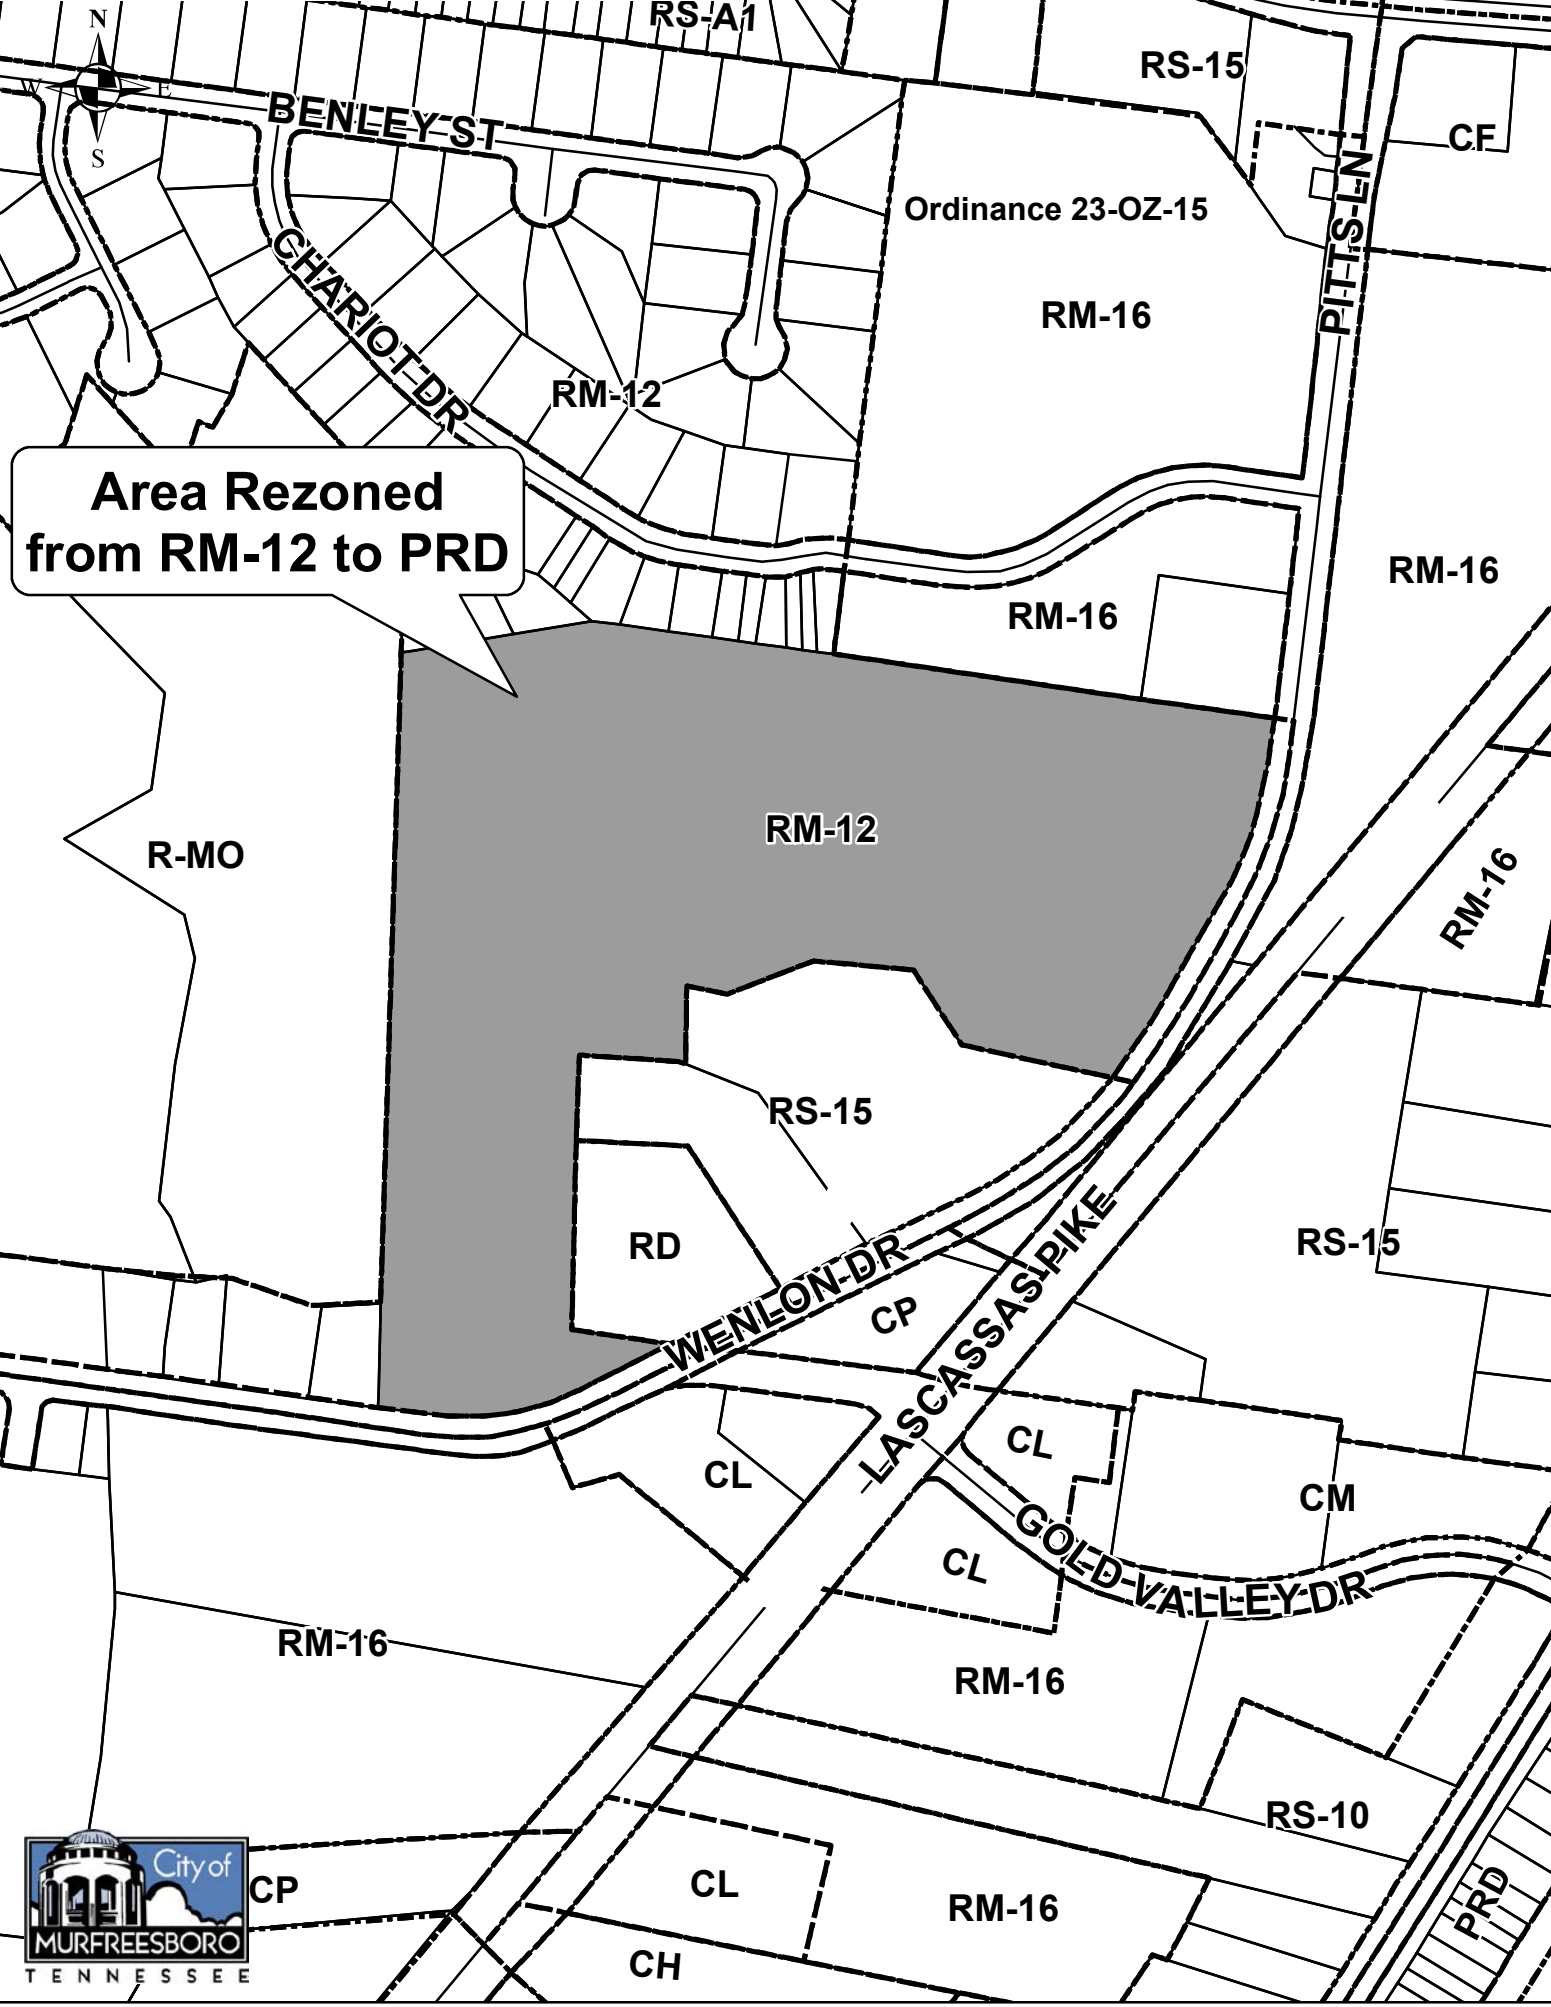 RS-A1
N
W
E
S
RS-15
CF
BENLEY ST
PITTS LN
Ordinance 23-OZ-15
CHARIOT DR
RM-16
RM-12
Area Rezoned
from RM-12 to PRD
RM-16
RM-16
RM-12
R-MO
RM-16
RS-15
RD
RS-15
WENLON DR
CP
LASCASSAS PIKE
CL
CL
CM
GOLD VALLEY DR
CL
RM-16
RM-16
RS-10
City of
MURFREESBORO
TENNESSEE
CP
CL
RM-16
PRD
CH